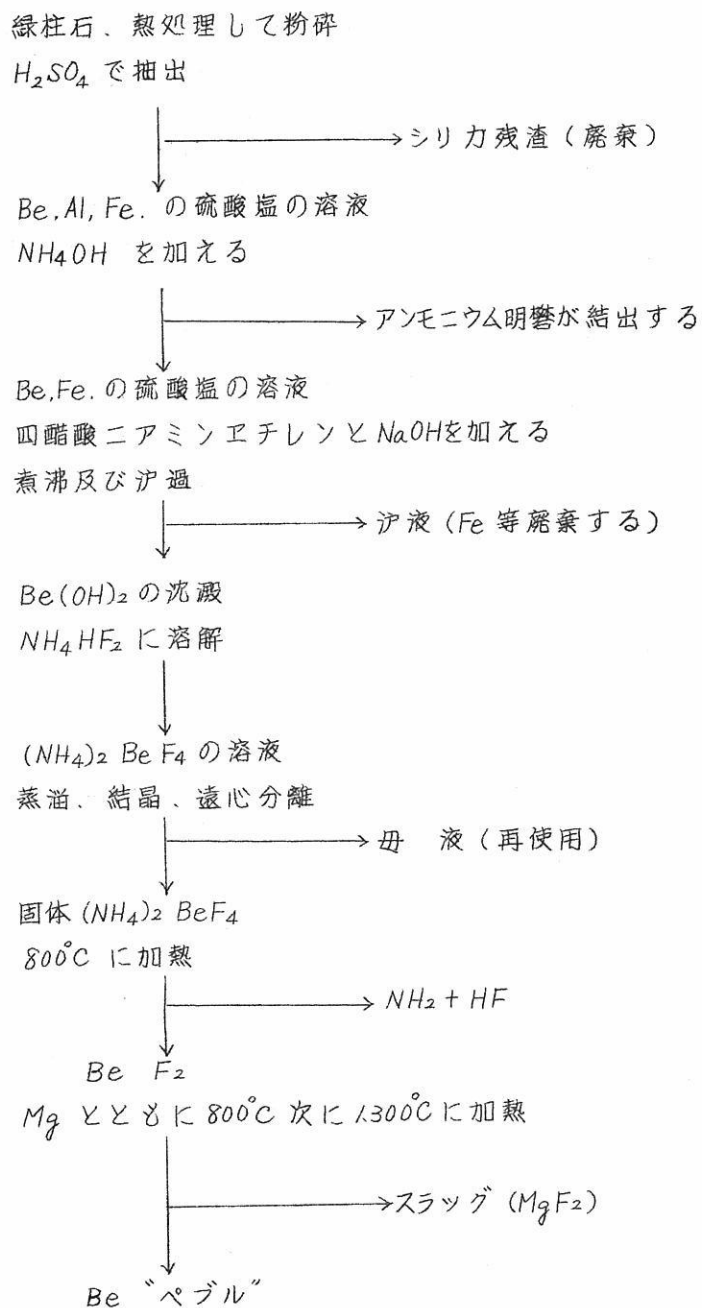 緑柱石、熱処理して粉砕
H₂SO₄ で抽出
シリカ残渣(廃棄)
Be,Al,Fe. の硫酸塩の溶液
NH₄OH を加える
アンモニウム明礬が結出する
Be,Fe. の硫酸塩の溶液
四醋酸二アミンヱチレンとNaOHを加える
煮沸及び沪過
沪液(Fe 等廃棄する)
Be(OH)₂ の沈澱
NH₄HF₂ に溶解
(NH₄)₂ BeF₄ の溶液
蒸溜、結晶、遠心分離
母 液(再使用)
固体(NH₄)₂ BeF₄
800℃ に加熱
NH₂+HF
Be F₂
Mg とともに 800℃ 次に 1,300℃に加熱
スラッグ(MgF₂)
Be "ペブル"